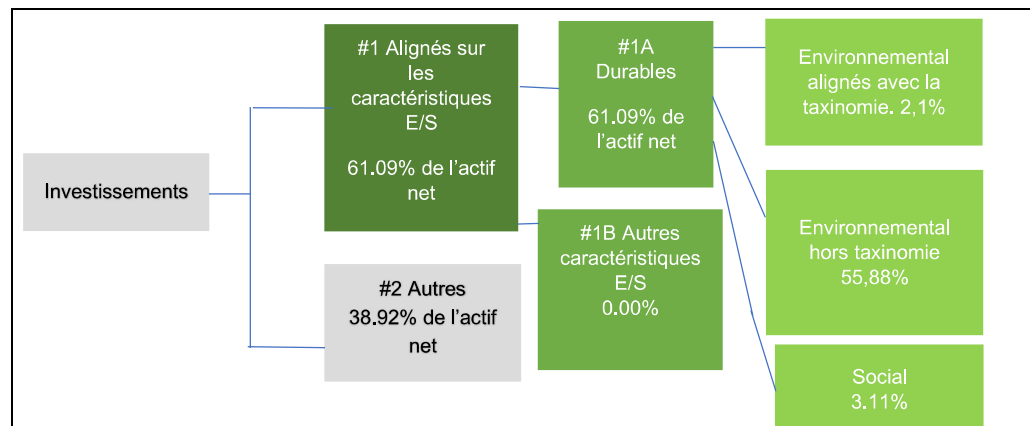 Investissements
#1 Alignés sur
les
caractéristiques
E/S
61.09% de l’actif
net
#2 Autres
38.92% de l’actif
net
#1A
Durables
61.09% de
l’actif net
#1B Autres
caractéristiques
E/S
0.00%
Environnemental
alignés avec la
taxinomie. 2,1%
Environnemental
hors taxinomie
55,88%
Social
3.11%